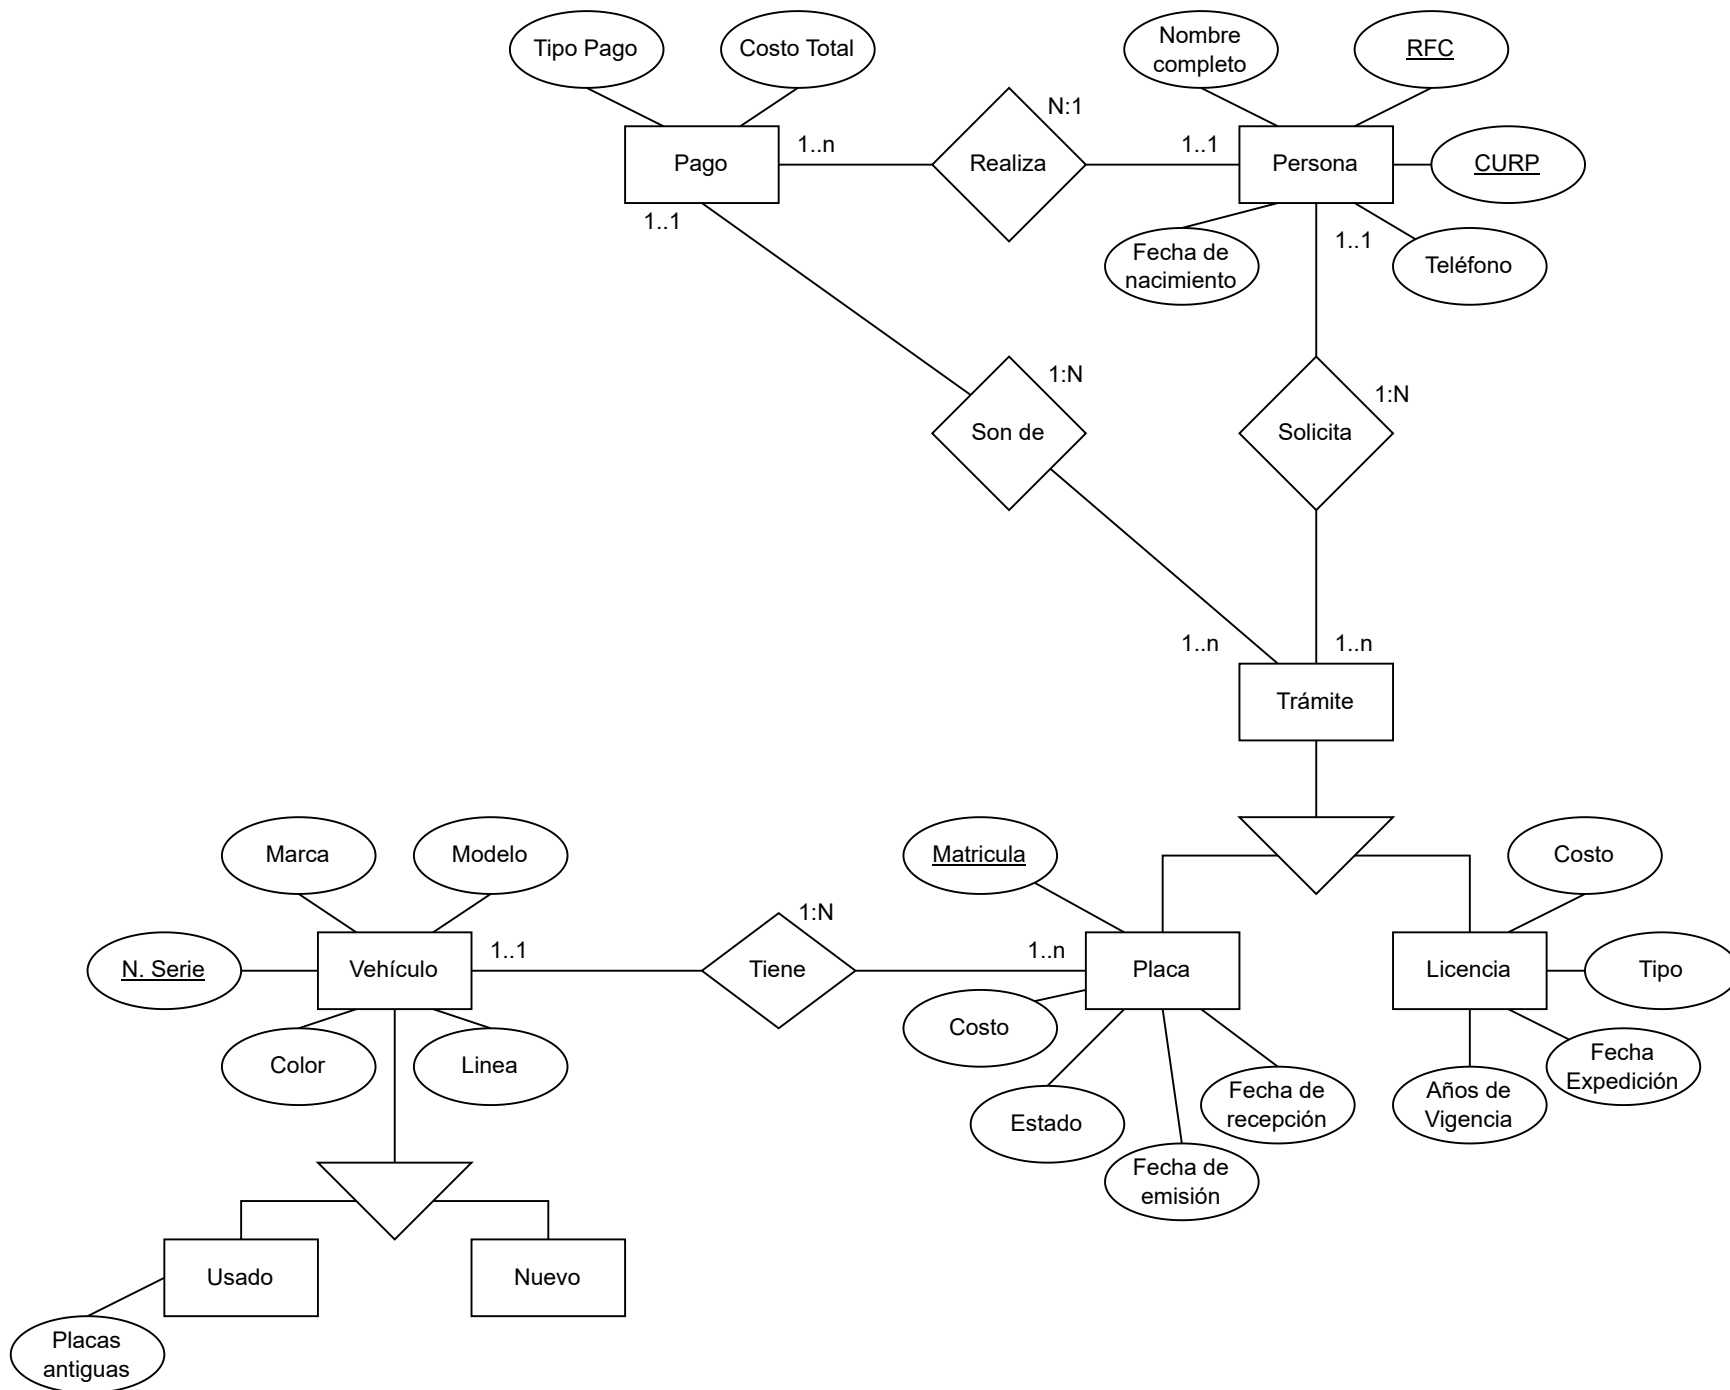 Tipo Pago
Costo Total
Nombre
completo
RFC
N:1
1..n
1..1
Pago
Realiza
Persona
CURP
1..1
1..1
Fecha de
nacimiento
Teléfono
1:N
1:N
Son de
Solicita
1..n
1..n
Trámite
Marca
Modelo
Matricula
Costo
1:N
1..1
1..n
N. Serie
Vehículo
Tiene
Placa
Licencia
Tipo
Costo
Color
Linea
Fecha
Expedición
Estado
Fecha de
recepción
Años de
Vigencia
Fecha de
emisión
Usado
Nuevo
Placas
antiguas